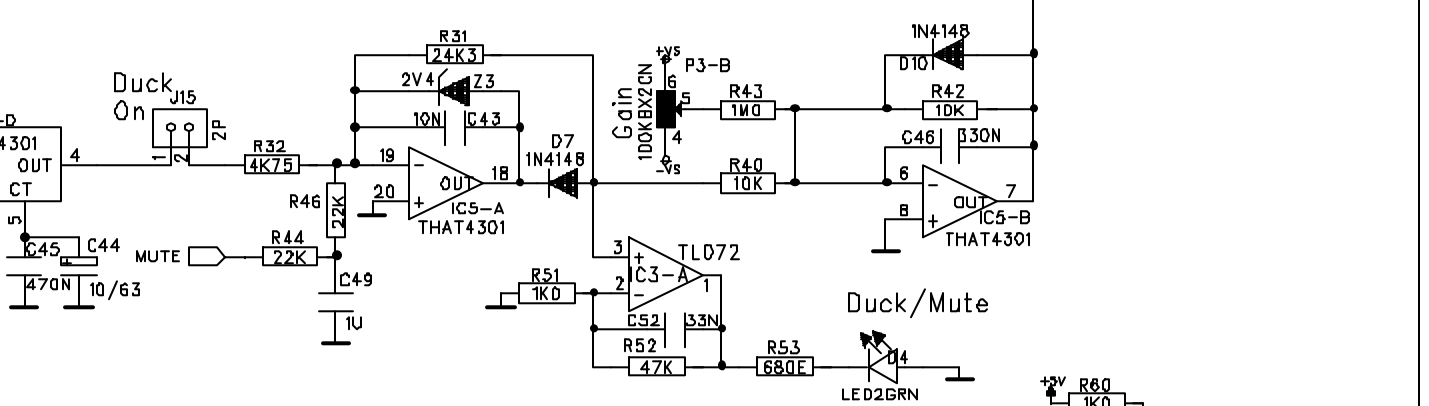 R31
24K3
2V4
Z3
10N
C43
Duck
On
J15
2P
1
2
-D
4301
OUT
4
CT
5
R32
4K75
19
20
OUT
18
IC5-A
THAT4301
D7
1N4148
R46
22K
MUTE
R44
22K
C49
1U
C45
470N
C44
+
10/63
+VS
6
P3-B
5
4
-VS
Gain
10KBX2CN
R43
1M0
R40
10K
1N4148
D10
R42
10K
C46
330N
6
8
OUT
7
IC5-B
THAT4301
3
2
TL072
IC3-A
1
R51
1K0
C52
33N
R52
47K
R53
680E
Duck/Mute
D4
LED2GRN
+5V
R60
1K0